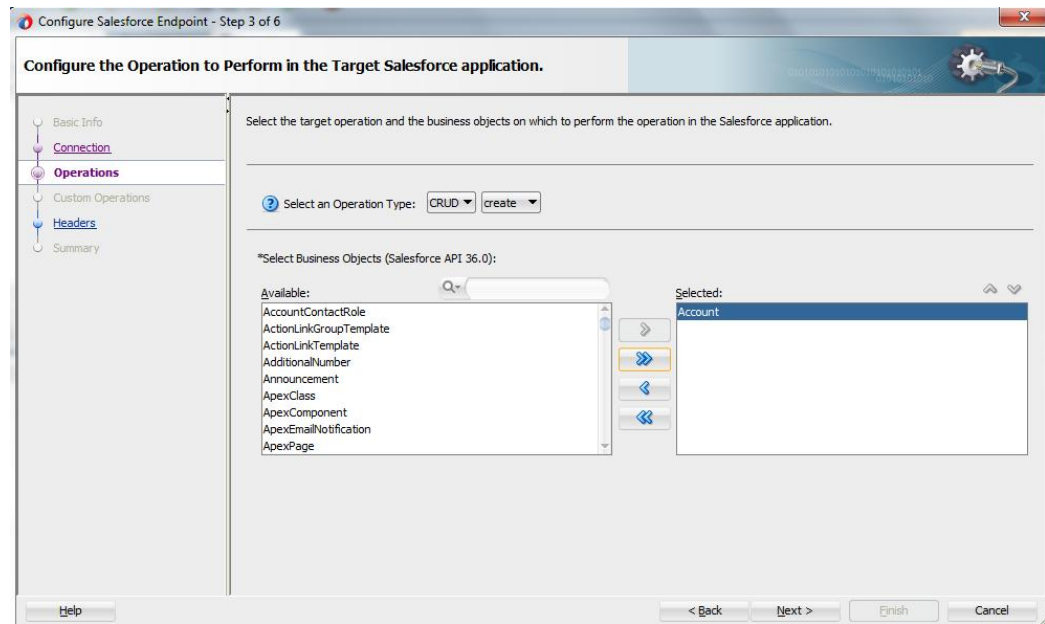 Configure Salesforce Endpoint - Step 3 of 6
Configure the Operation to Perform in the Target Salesforce application.
Basic Info
Connection
Operations
Custom Operations
Headers
Summary
Select the target operation and the business objects on which to perform the operation in the Salesforce application.
Select an Operation Type: CRUD create
*Select Business Objects (Salesforce API 36.0):
Available:
AccountContactRole
ActionLinkGroupTemplate
ActionLinkTemplate
AdditionalNumber
Announcement
ApexClass
ApexComponent
ApexEmailNotification
ApexPage
Selected:
Account
Help
< Back
Next >
Finish
Cancel